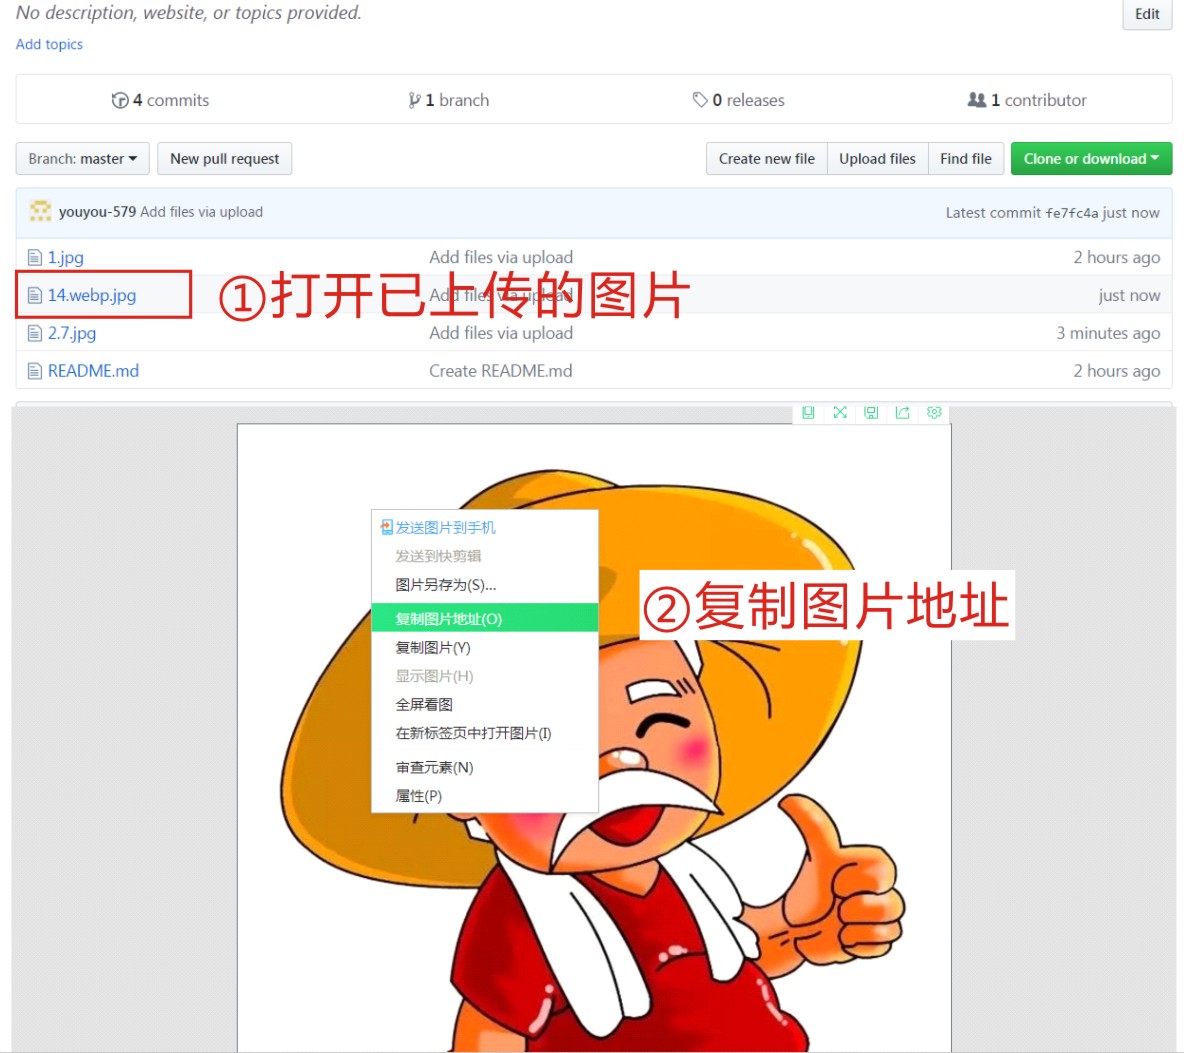 No description, website, or topics provided.
Edit
Add topics
4 commits
1 branch
0 releases
1 contributor
Branch: master
New pull request
Create new file
Upload files
Find file
Clone or download
youyou-579 Add files via upload
Latest commit fe7fc4a just now
1.jpg
Add files via upload
2 hours ago
14.webp.jpg
①打开已上传的图片
Add files via upload
just now
2.7.jpg
Add files via upload
3 minutes ago
README.md
Create README.md
2 hours ago
发送图片到手机
发送到快剪辑
图片另存为(S)...
复制图片地址(O)
②复制图片地址
复制图片(Y)
显示图片(H)
全屏看图
在新标签页中打开图片(I)
审查元素(N)
属性(P)